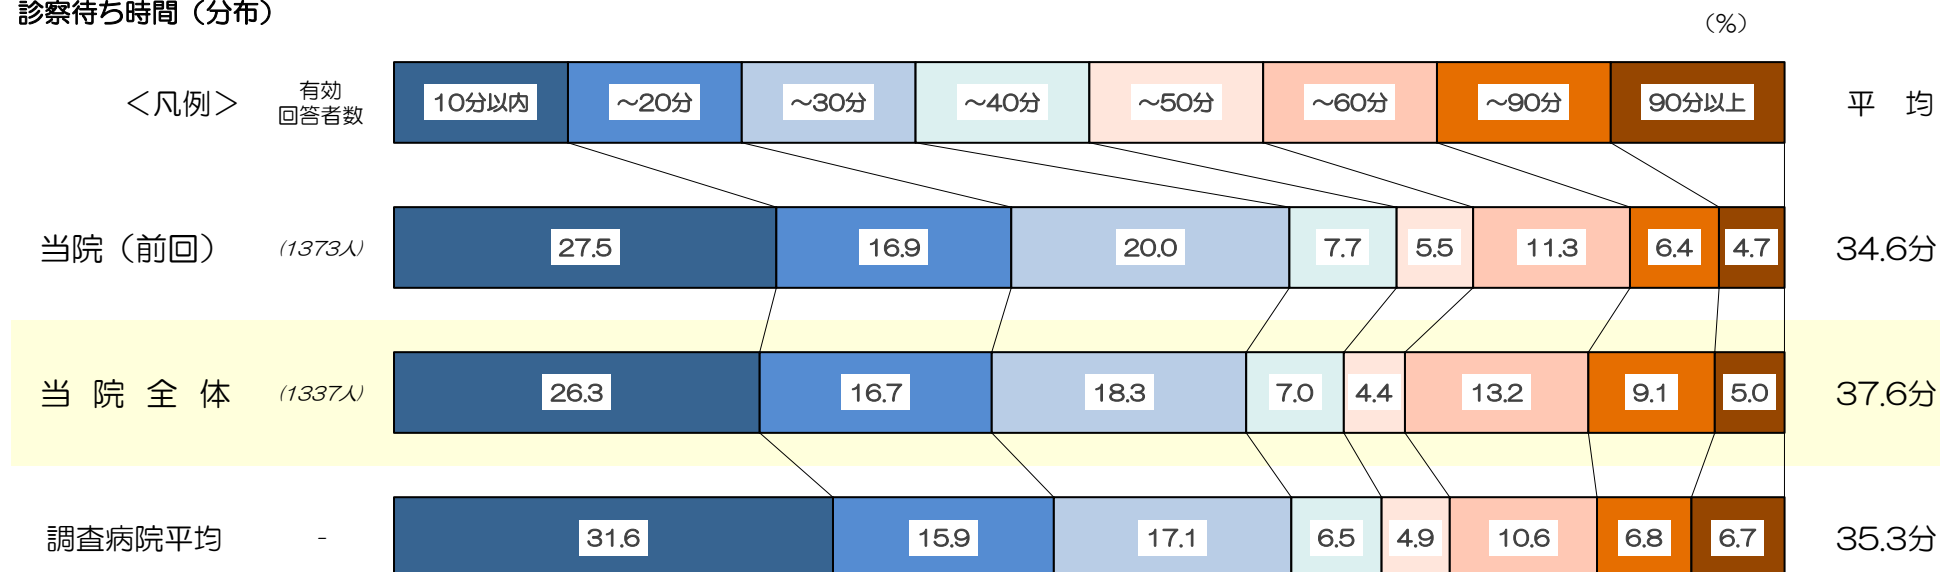 診察待ち時間（分布）
（%）
＜凡例＞ 有効回答者数 10分以内 ～20分 ～30分 ～40分 ～50分 ～60分 ～90分 90分以上 平 均
当院（前回） (1373人) 27.5 16.9 20.0 7.7 5.5 11.3 6.4 4.7 34.6分
当 院 全 体 (1337人) 26.3 16.7 18.3 7.0 4.4 13.2 9.1 5.0 37.6分
調査病院平均 - 31.6 15.9 17.1 6.5 4.9 10.6 6.8 6.7 35.3分